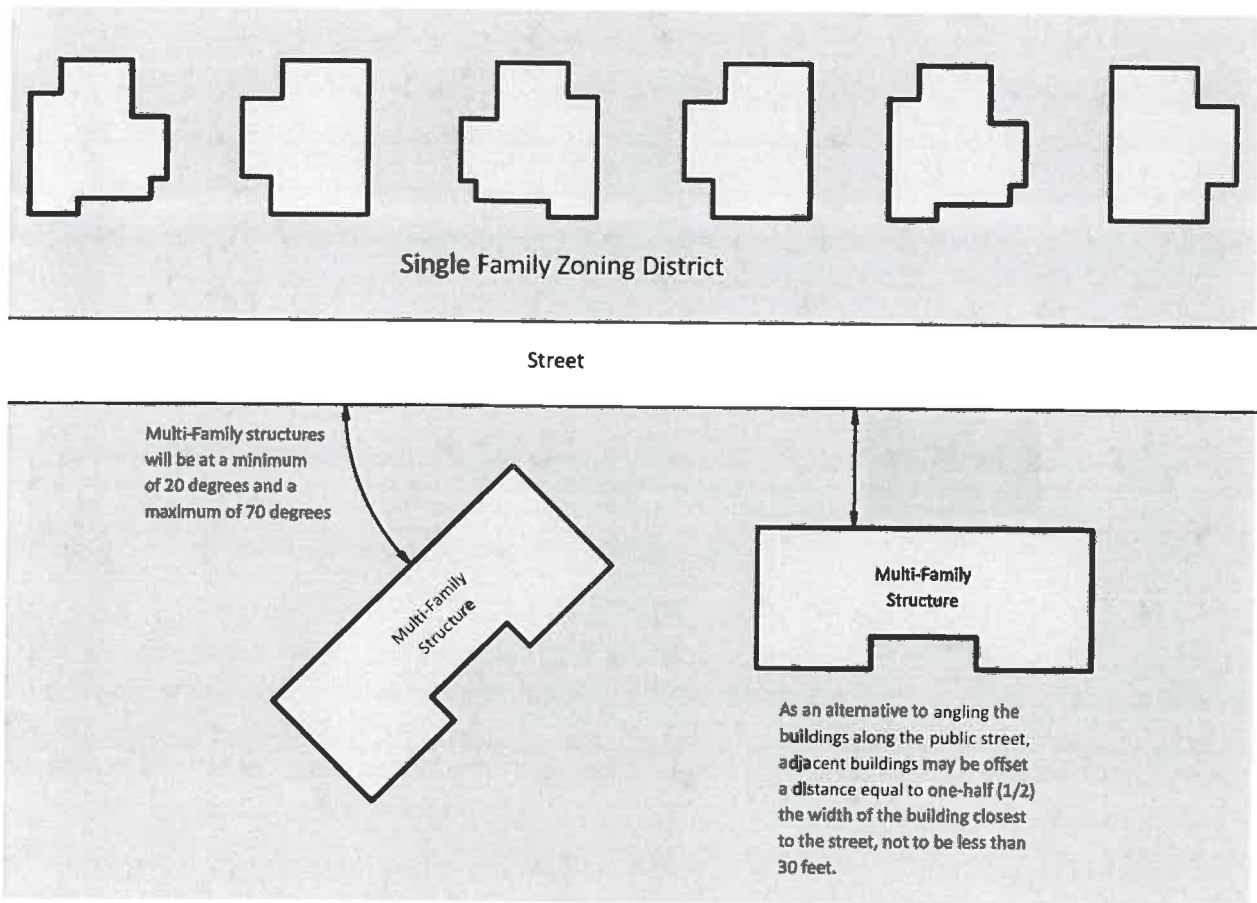 Single Family Zoning District
Street
Multi-Family structures
will be at a minimum
of 20 degrees and a
maximum of 70 degrees
Multi-Family
Structure
Multi-Family
Structure
As an alternative to angling the
buildings along the public street,
adjacent buildings may be offset
a distance equal to one-half (1/2)
the width of the building closest
to the street, not to be less than
30 feet.